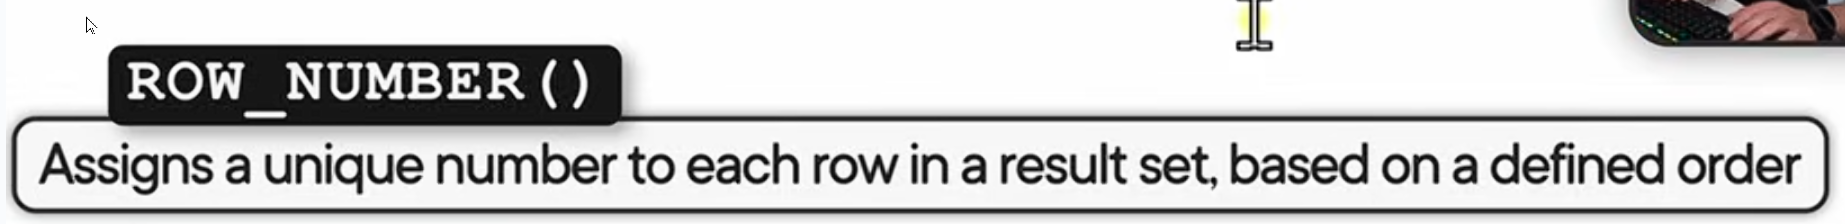 ROW_NUMBER()
Assigns a unique number to each row in a result set, based on a defined order